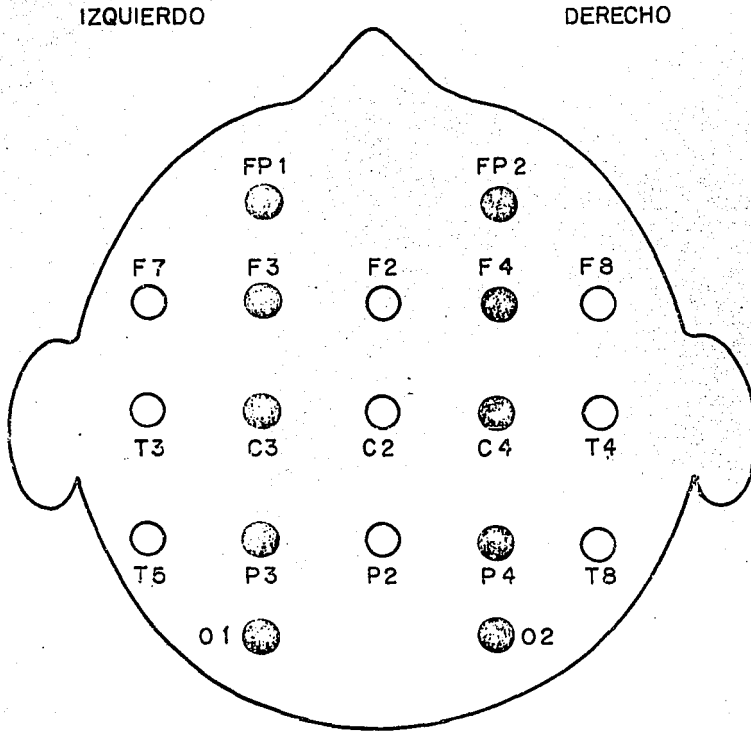 IZQUIERDO DERECHO
FP1 FP2
F7 F3 F2 F4 F8
T3 C3 C2 C4 T4
T5 P3 P2 P4 T8
O1 O2